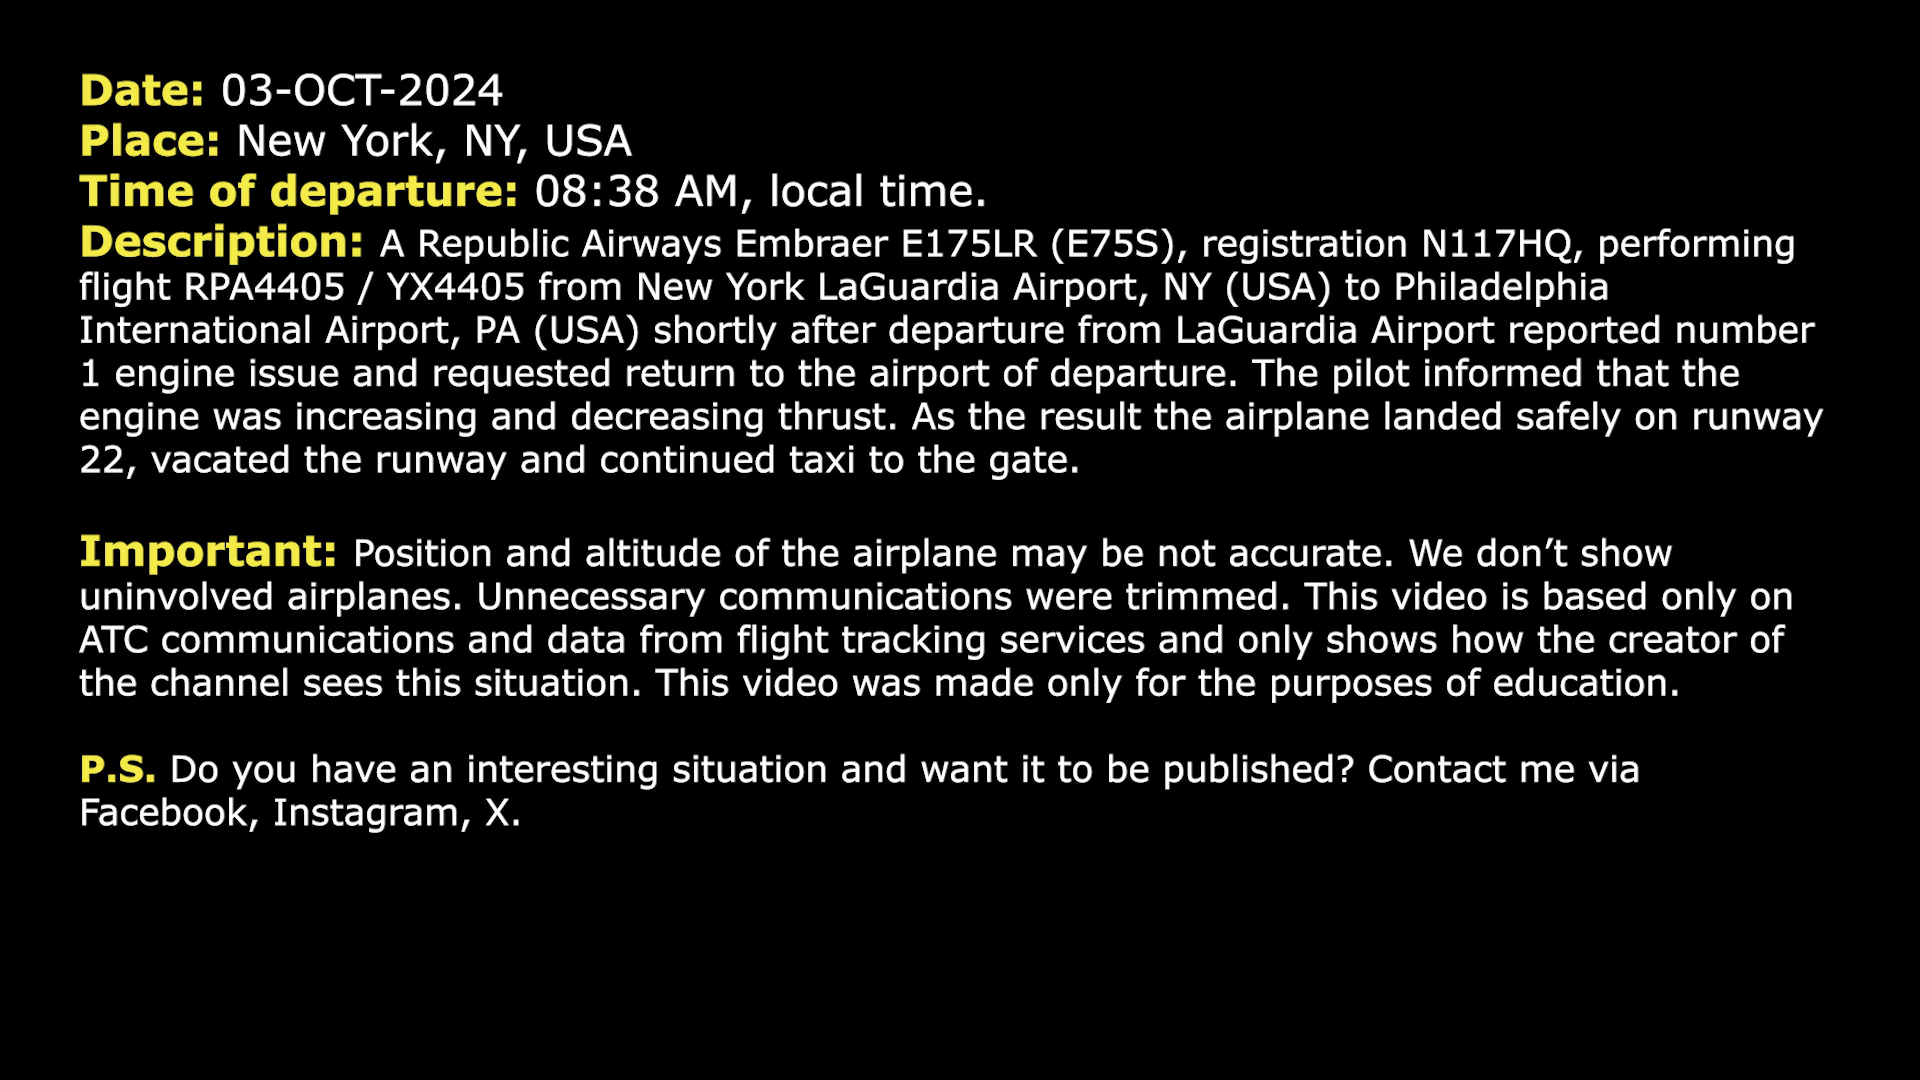 Date: 03-OCT-2024
Place: New York, NY, USA
Time of departure: 08:38 AM, local time.
Description: A Republic Airways Embraer E175LR (E75S), registration N117HQ, performing
flight RPA4405 / YX4405 from New York LaGuardia Airport, NY (USA) to Philadelphia
International Airport, PA (USA) shortly after departure from LaGuardia Airport reported number
1 engine issue and requested return to the airport of departure. The pilot informed that the
engine was increasing and decreasing thrust. As the result the airplane landed safely on runway
22, vacated the runway and continued taxi to the gate.
Important: Position and altitude of the airplane may be not accurate. We don’t show
uninvolved airplanes. Unnecessary communications were trimmed. This video is based only on
ATC communications and data from flight tracking services and only shows how the creator of
the channel sees this situation. This video was made only for the purposes of education.
P.S. Do you have an interesting situation and want it to be published? Contact me via
Facebook, Instagram, X.